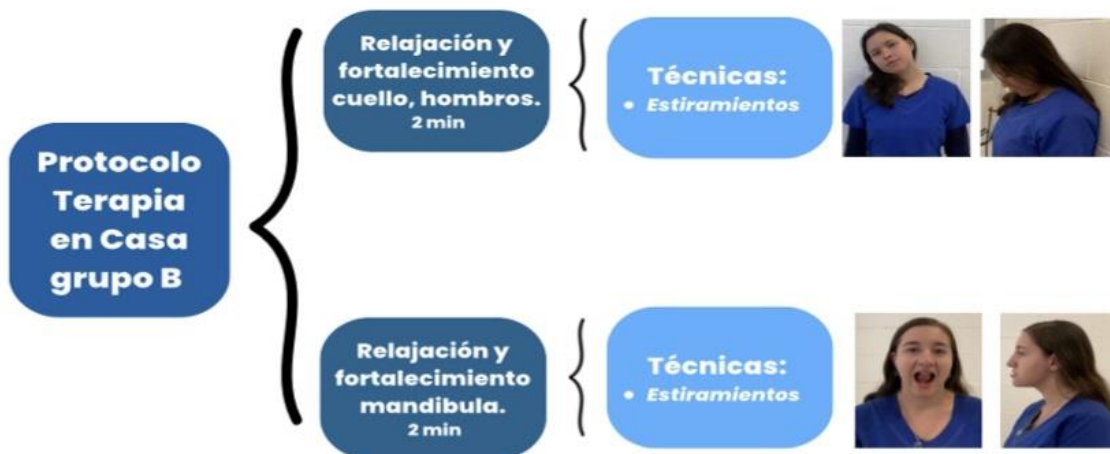 Protocolo
Terapia
en Casa
grupo B
Relajación y
fortalecimiento
cuello, hombros.
2 min
Técnicas:
• Estiramientos
Relajación y
fortalecimiento
mandibula.
2 min
Técnicas:
• Estiramientos